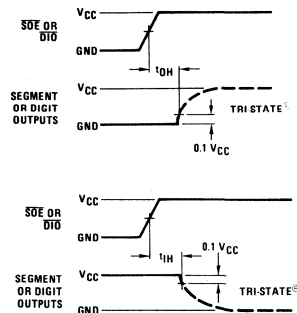 VCC
SOE OR
DIO
GND
tOH
VCC
SEGMENT
OR DIGIT
OUTPUTS
TRI-STATE®
GND
0.1 VCC
VCC
SOE OR
DIO
GND
tIH
0.1 VCC
VCC
SEGMENT
OR DIGIT
OUTPUTS
TRI-STATE®
GND